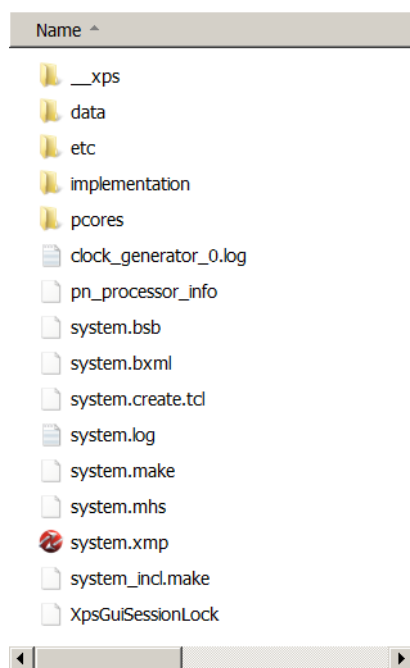 Name
__xps
data
etc
implementation
pcores
clock_generator_0.log
pn_processor_info
system.bsb
system.bxml
system.create.tcl
system.log
system.make
system.mhs
system.xmp
system_incl.make
XpsGuiSessionLock